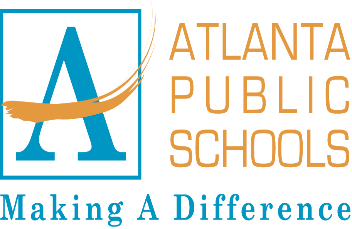 A
ATLANTA
PUBLIC
SCHOOLS
Making A Difference